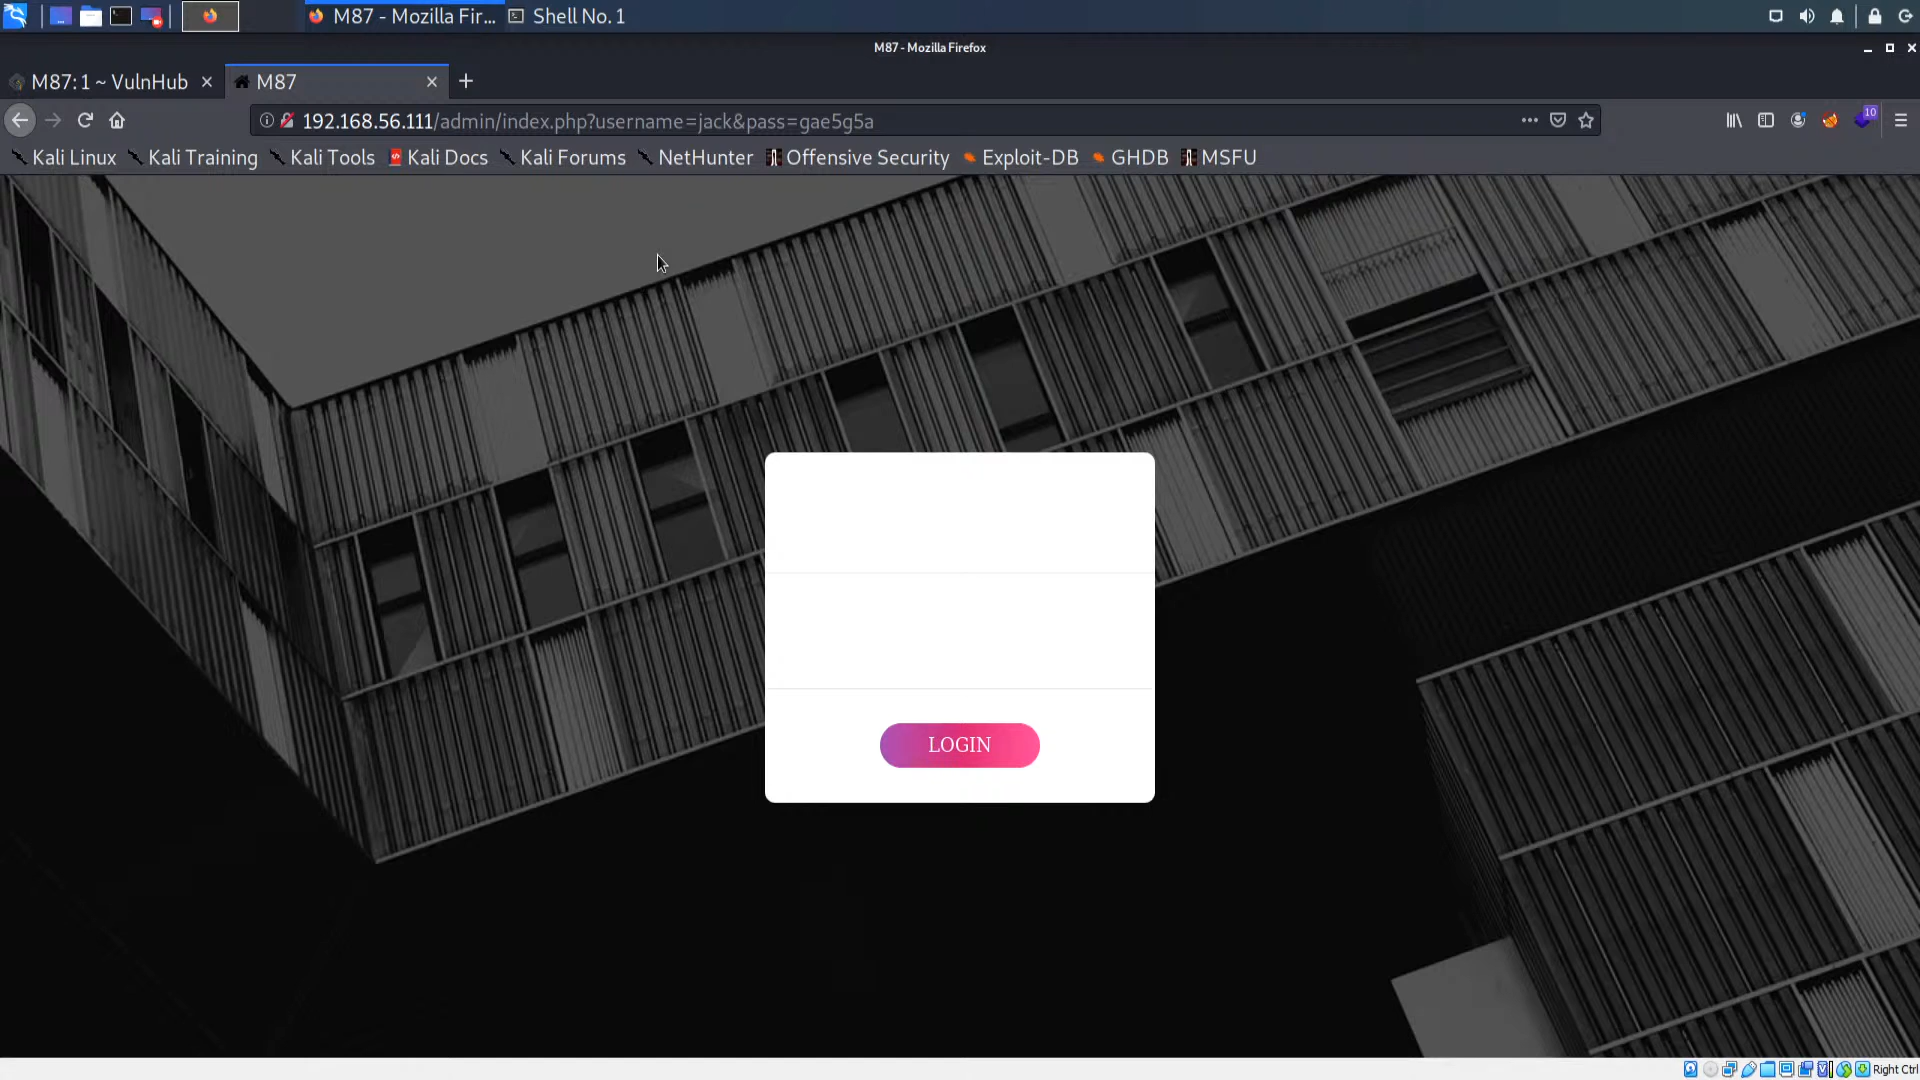 M87 - Mozilla Fir... Shell No. 1
M87 - Mozilla Firefox
M87: 1 ~ VulnHub M87
192.168.56.111/admin/index.php?username=jack&pass=gae5g5a
10
Kali Linux Kali Training Kali Tools Kali Docs Kali Forums NetHunter Offensive Security Exploit-DB GHDB MSFU
LOGIN
Right Ctrl